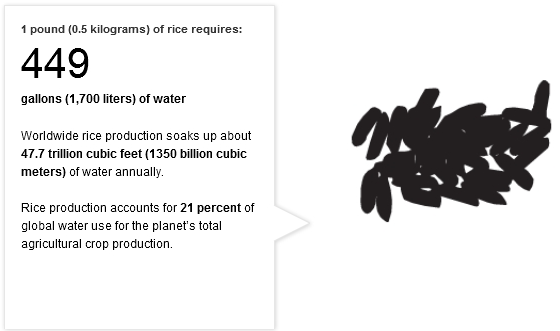 1 pound (0.5 kilograms) of rice requires:
449
gallons (1,700 liters) of water
Worldwide rice production soaks up about
47.7 trillion cubic feet (1350 billion cubic
meters) of water annually.
Rice production accounts for 21 percent of
global water use for the planet's total
agricultural crop production.